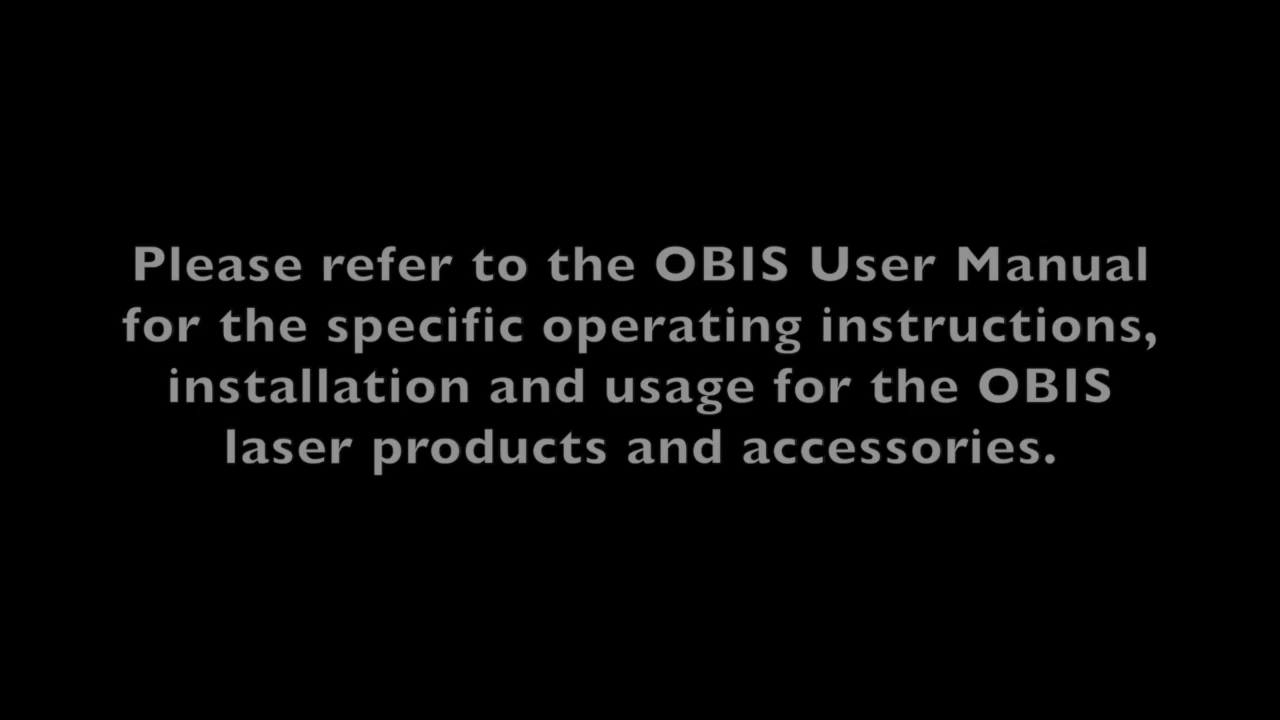 Please refer to the OBIS User Manual
for the specific operating instructions,
installation and usage for the OBIS
laser products and accessories.